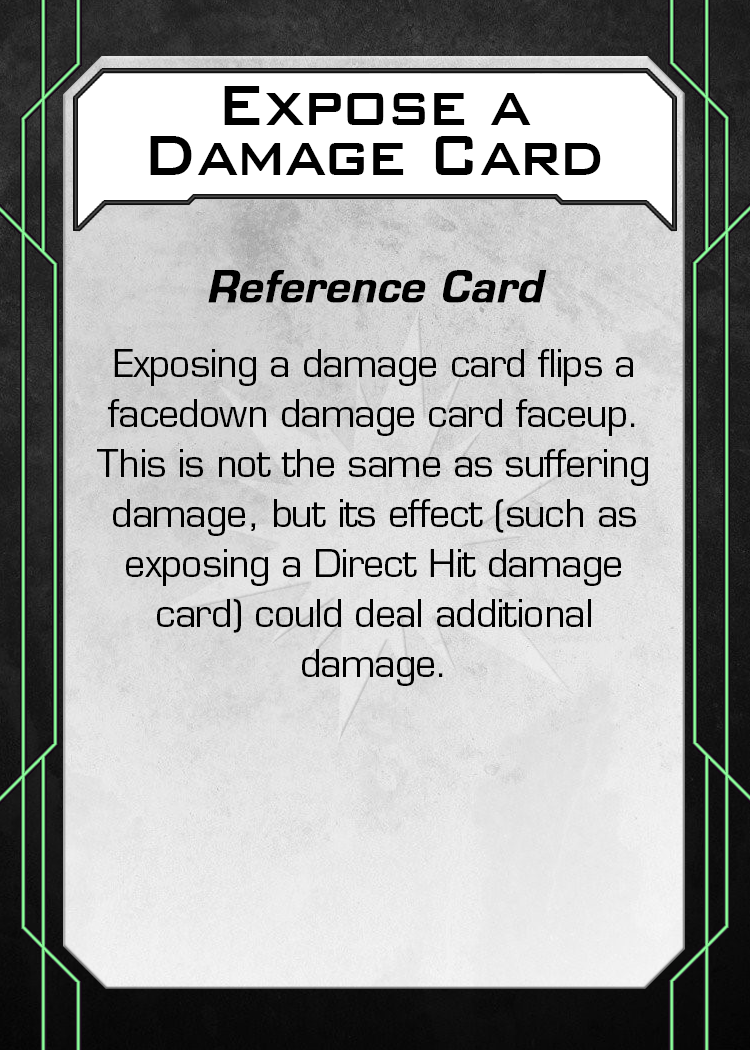 Expose a
Damage Card
Reference Card
Exposing a damage card flips a
facedown damage card faceup.
This is not the same as suffering
damage, but its effect (such as
exposing a Direct Hit damage
card) could deal additional
damage.